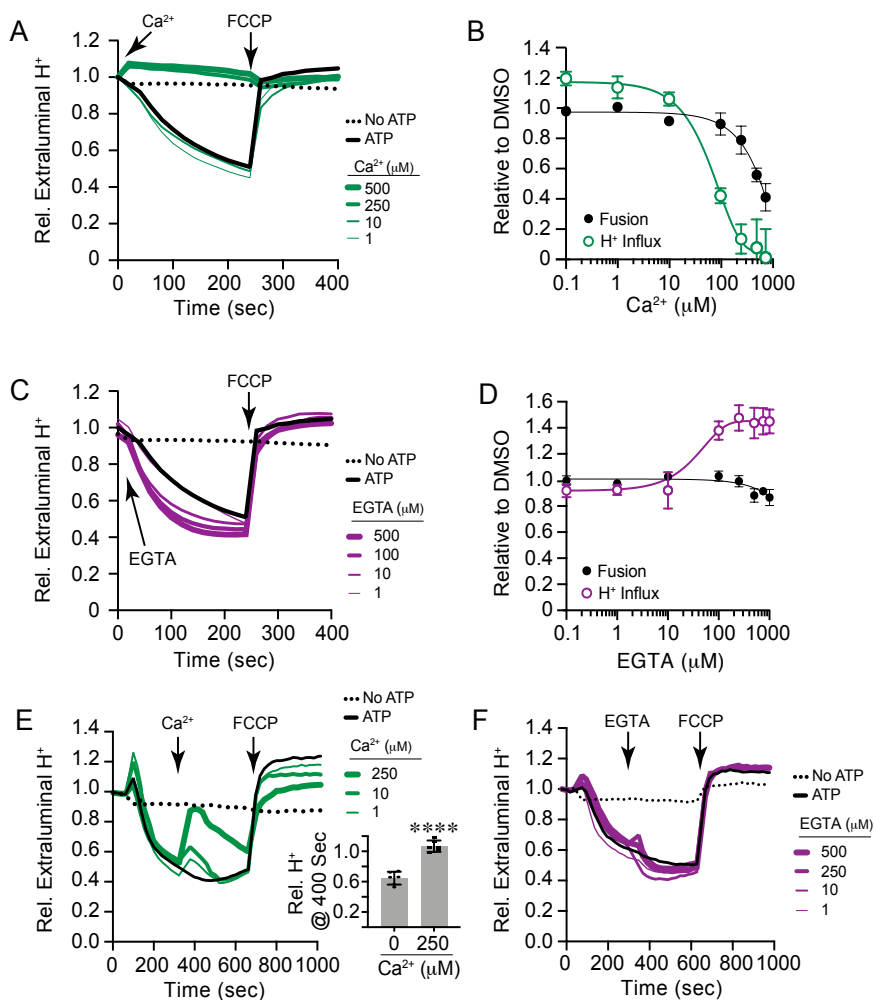 A
Ca²⁺
FCCP
Rel. Extraluminal H⁺
1.2
1.0
0.8
0.6
0.4
0.2
0
0 100 200 300 400
Time (sec)
No ATP
ATP
Ca²⁺ (μM)
500
250
10
1
B
Relative to DMSO
1.4
1.2
1.0
0.8
0.6
0.4
0.2
0
Fusion
H⁺ Influx
0.1 1 10 100 1000
Ca²⁺ (μM)
C
FCCP
EGTA
Rel. Extraluminal H⁺
1.2
1.0
0.8
0.6
0.4
0.2
0
0 100 200 300 400
Time (sec)
No ATP
ATP
EGTA (μM)
500
100
10
1
D
Relative to DMSO
1.6
1.4
1.2
1.0
0.8
0.6
0.4
0.2
0
Fusion
H⁺ Influx
0.1 1 10 100 1000
EGTA (μM)
E
Ca²⁺
FCCP
Rel. Extraluminal H⁺
1.4
1.2
1.0
0.8
0.6
0.4
0.2
0.0
0 200 400 600 800 1000
Time (sec)
No ATP
ATP
Ca²⁺ (μM)
250
10
1
****
Rel. H⁺
@ 400 Sec
1.0
0.6
0.2
0 250
Ca²⁺ (μM)
F
EGTA
FCCP
Rel. Extraluminal H⁺
1.4
1.2
1.0
0.8
0.6
0.4
0.2
0.0
0 200 400 600 800 1000
Time (sec)
No ATP
ATP
EGTA (μM)
500
250
10
1